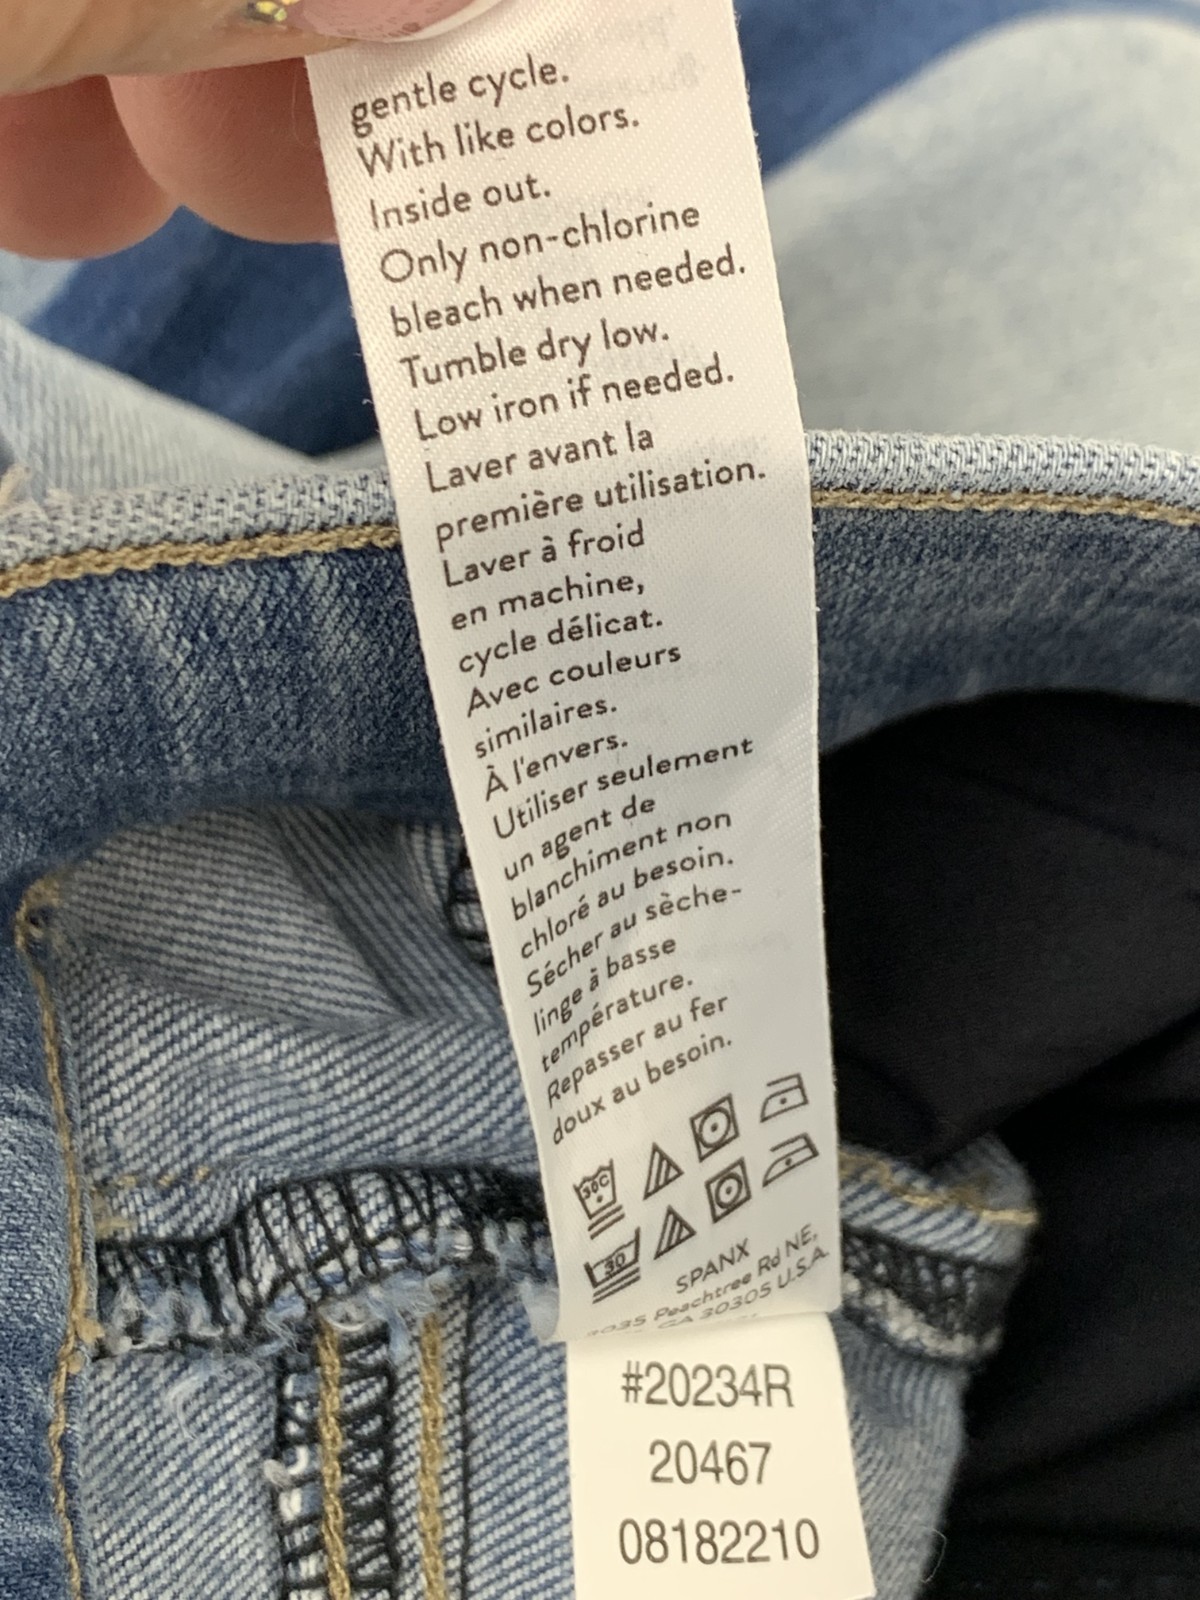 gentle cycle.
With like colors.
Inside out.
Only non-chlorine
bleach when needed.
Tumble dry low.
Low iron if needed.
Laver avant la
première utilisation.
Laver à froid
en machine,
cycle délicat.
Avec couleurs
similaires.
À l'envers.
Utiliser seulement
un agent de
blanchiment non
chloré au besoin.
Sécher au sèche-
linge à basse
température.
Repasser au fer
doux au besoin.
30C
30
SPANX
3035 Peachtree Rd NE,
GA 30305 U.S.A.
#20234R
20467
08182210